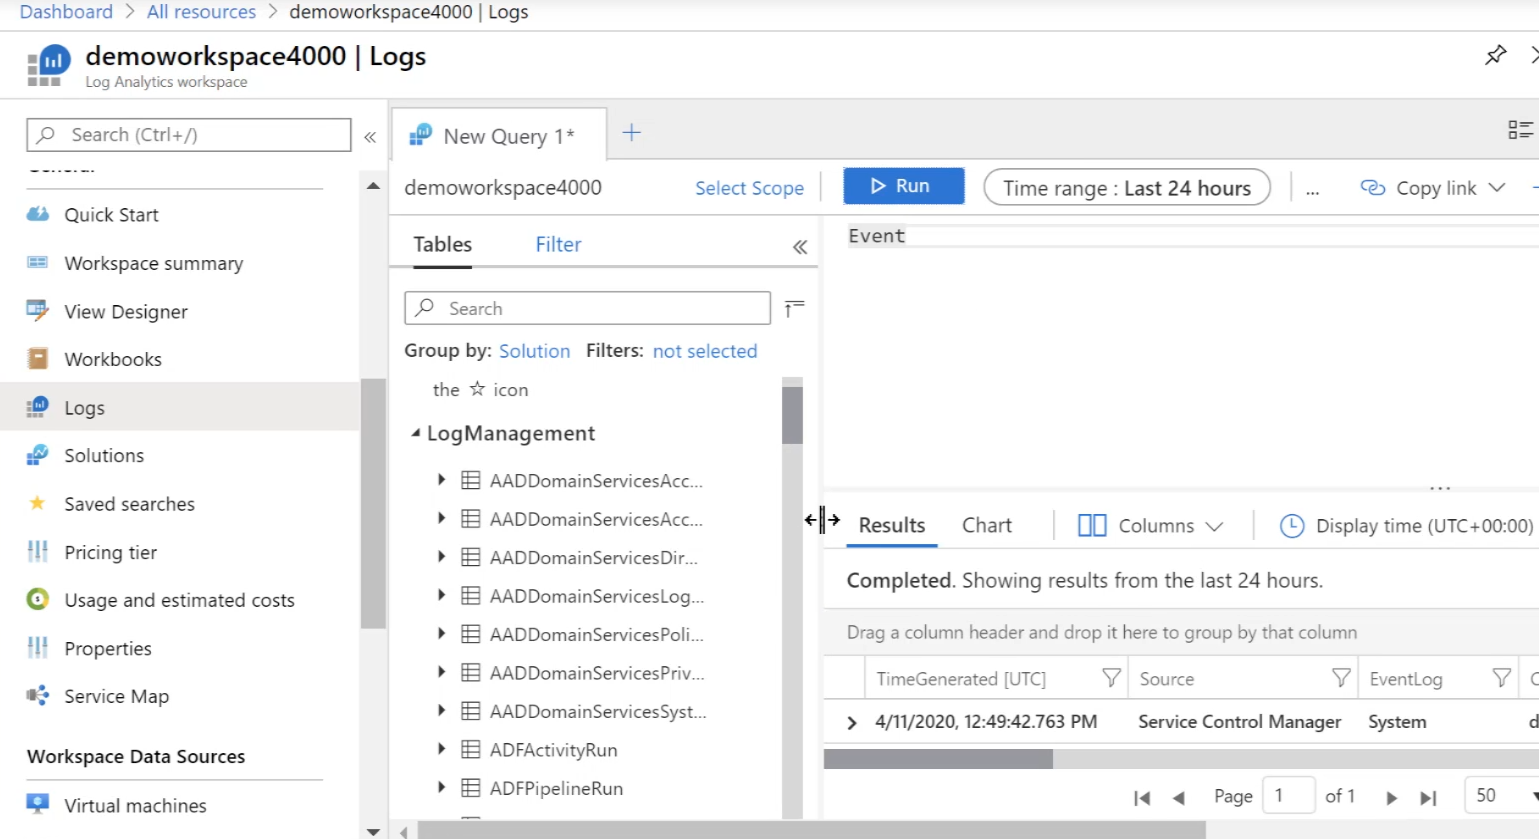 Dashboard > All resources > demoworkspace4000 | Logs
demoworkspace4000 | Logs
Log Analytics workspace
Search (Ctrl+/)
Quick Start
Workspace summary
View Designer
Workbooks
Logs
Solutions
Saved searches
Pricing tier
Usage and estimated costs
Properties
Service Map
Workspace Data Sources
Virtual machines
New Query 1*
demoworkspace4000 Select Scope
Run Time range : Last 24 hours ... Copy link
Tables Filter
Search
Group by: Solution Filters: not selected
the ☆ icon
LogManagement
AADDomainServicesAcc...
AADDomainServicesAcc...
AADDomainServicesDir...
AADDomainServicesLog...
AADDomainServicesPoli...
AADDomainServicesPriv...
AADDomainServicesSyst...
ADFActivityRun
ADFPipelineRun
Event
...
Results Chart Columns Display time (UTC+00:00)
Completed. Showing results from the last 24 hours.
Drag a column header and drop it here to group by that column
TimeGenerated [UTC] Source EventLog
4/11/2020, 12:49:42.763 PM Service Control Manager System
Page 1 of 1 50